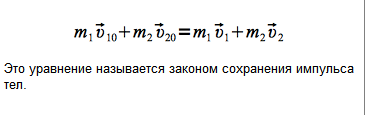 m₁v⃗₁₀+m₂v⃗₂₀=m₁v⃗₁+m₂v⃗₂
Это уравнение называется законом сохранения импульса
тел.